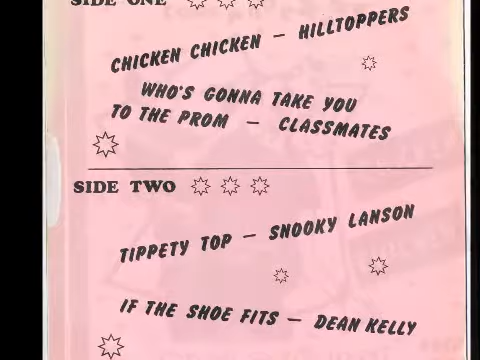 SIDE ONE
CHICKEN CHICKEN — HILLTOPPERS
WHO'S GONNA TAKE YOU
TO THE PROM — CLASSMATES
SIDE TWO
TIPPETY TOP — SNOOKY LANSON
IF THE SHOE FITS — DEAN KELLY